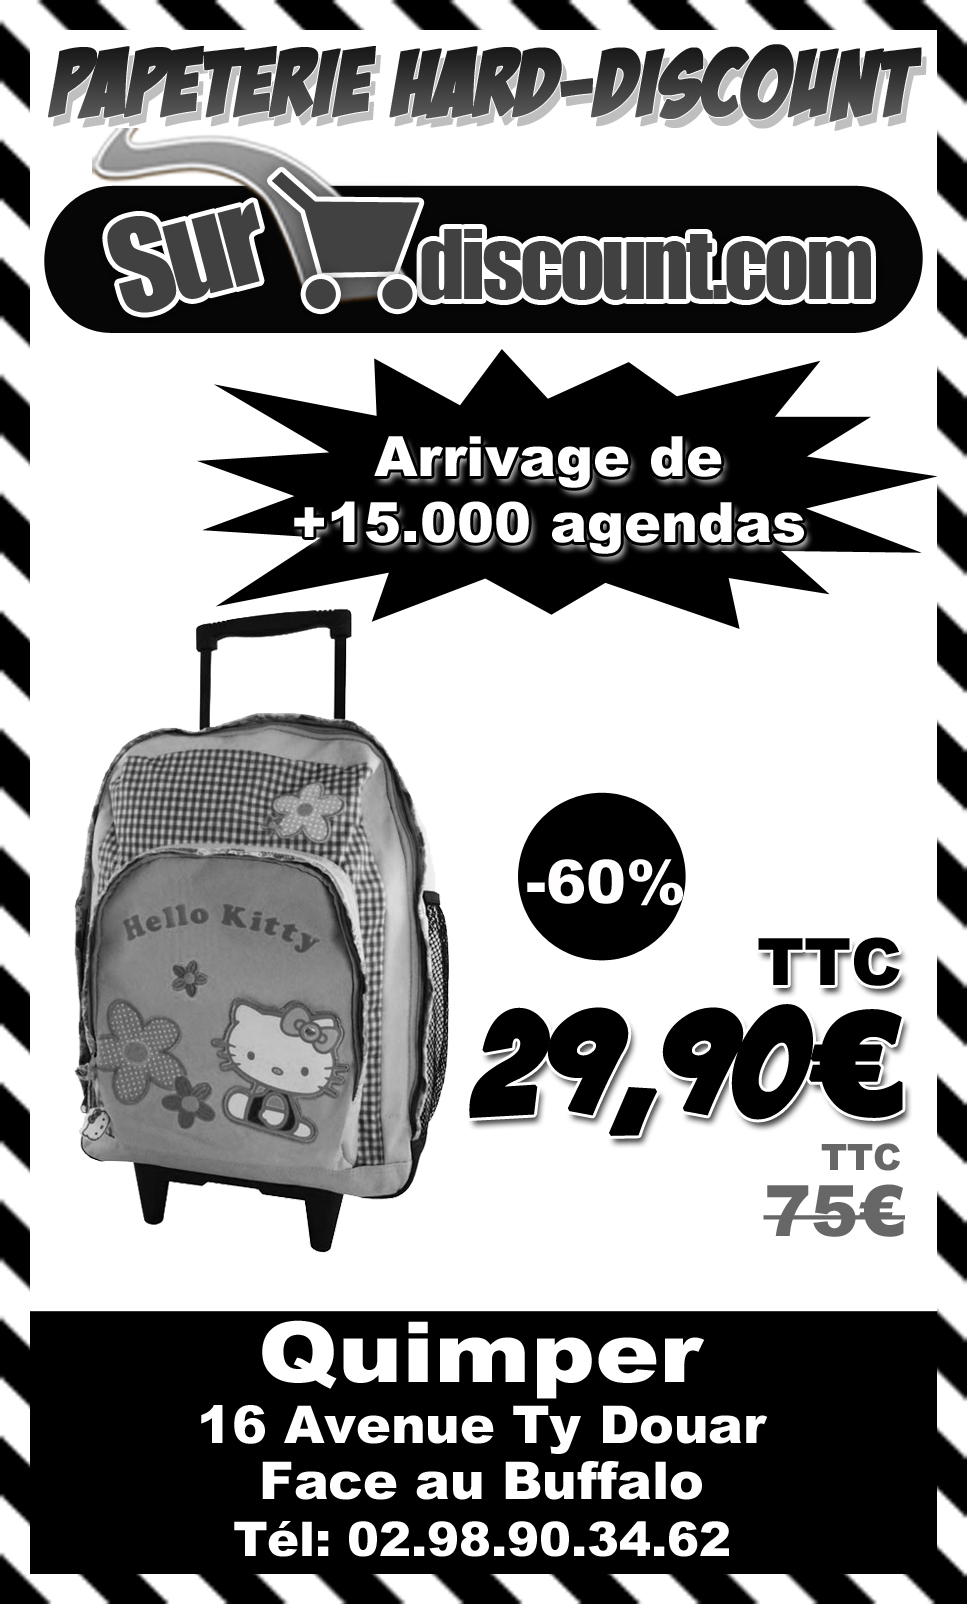 PAPETERIE HARD-DISCOUNT
Sur discount.com
Arrivage de
+15.000 agendas
Hello Kitty
-60%
TTC
29,90€
TTC
75€
Quimper
16 Avenue Ty Douar
Face au Buffalo
Tél: 02.98.90.34.62